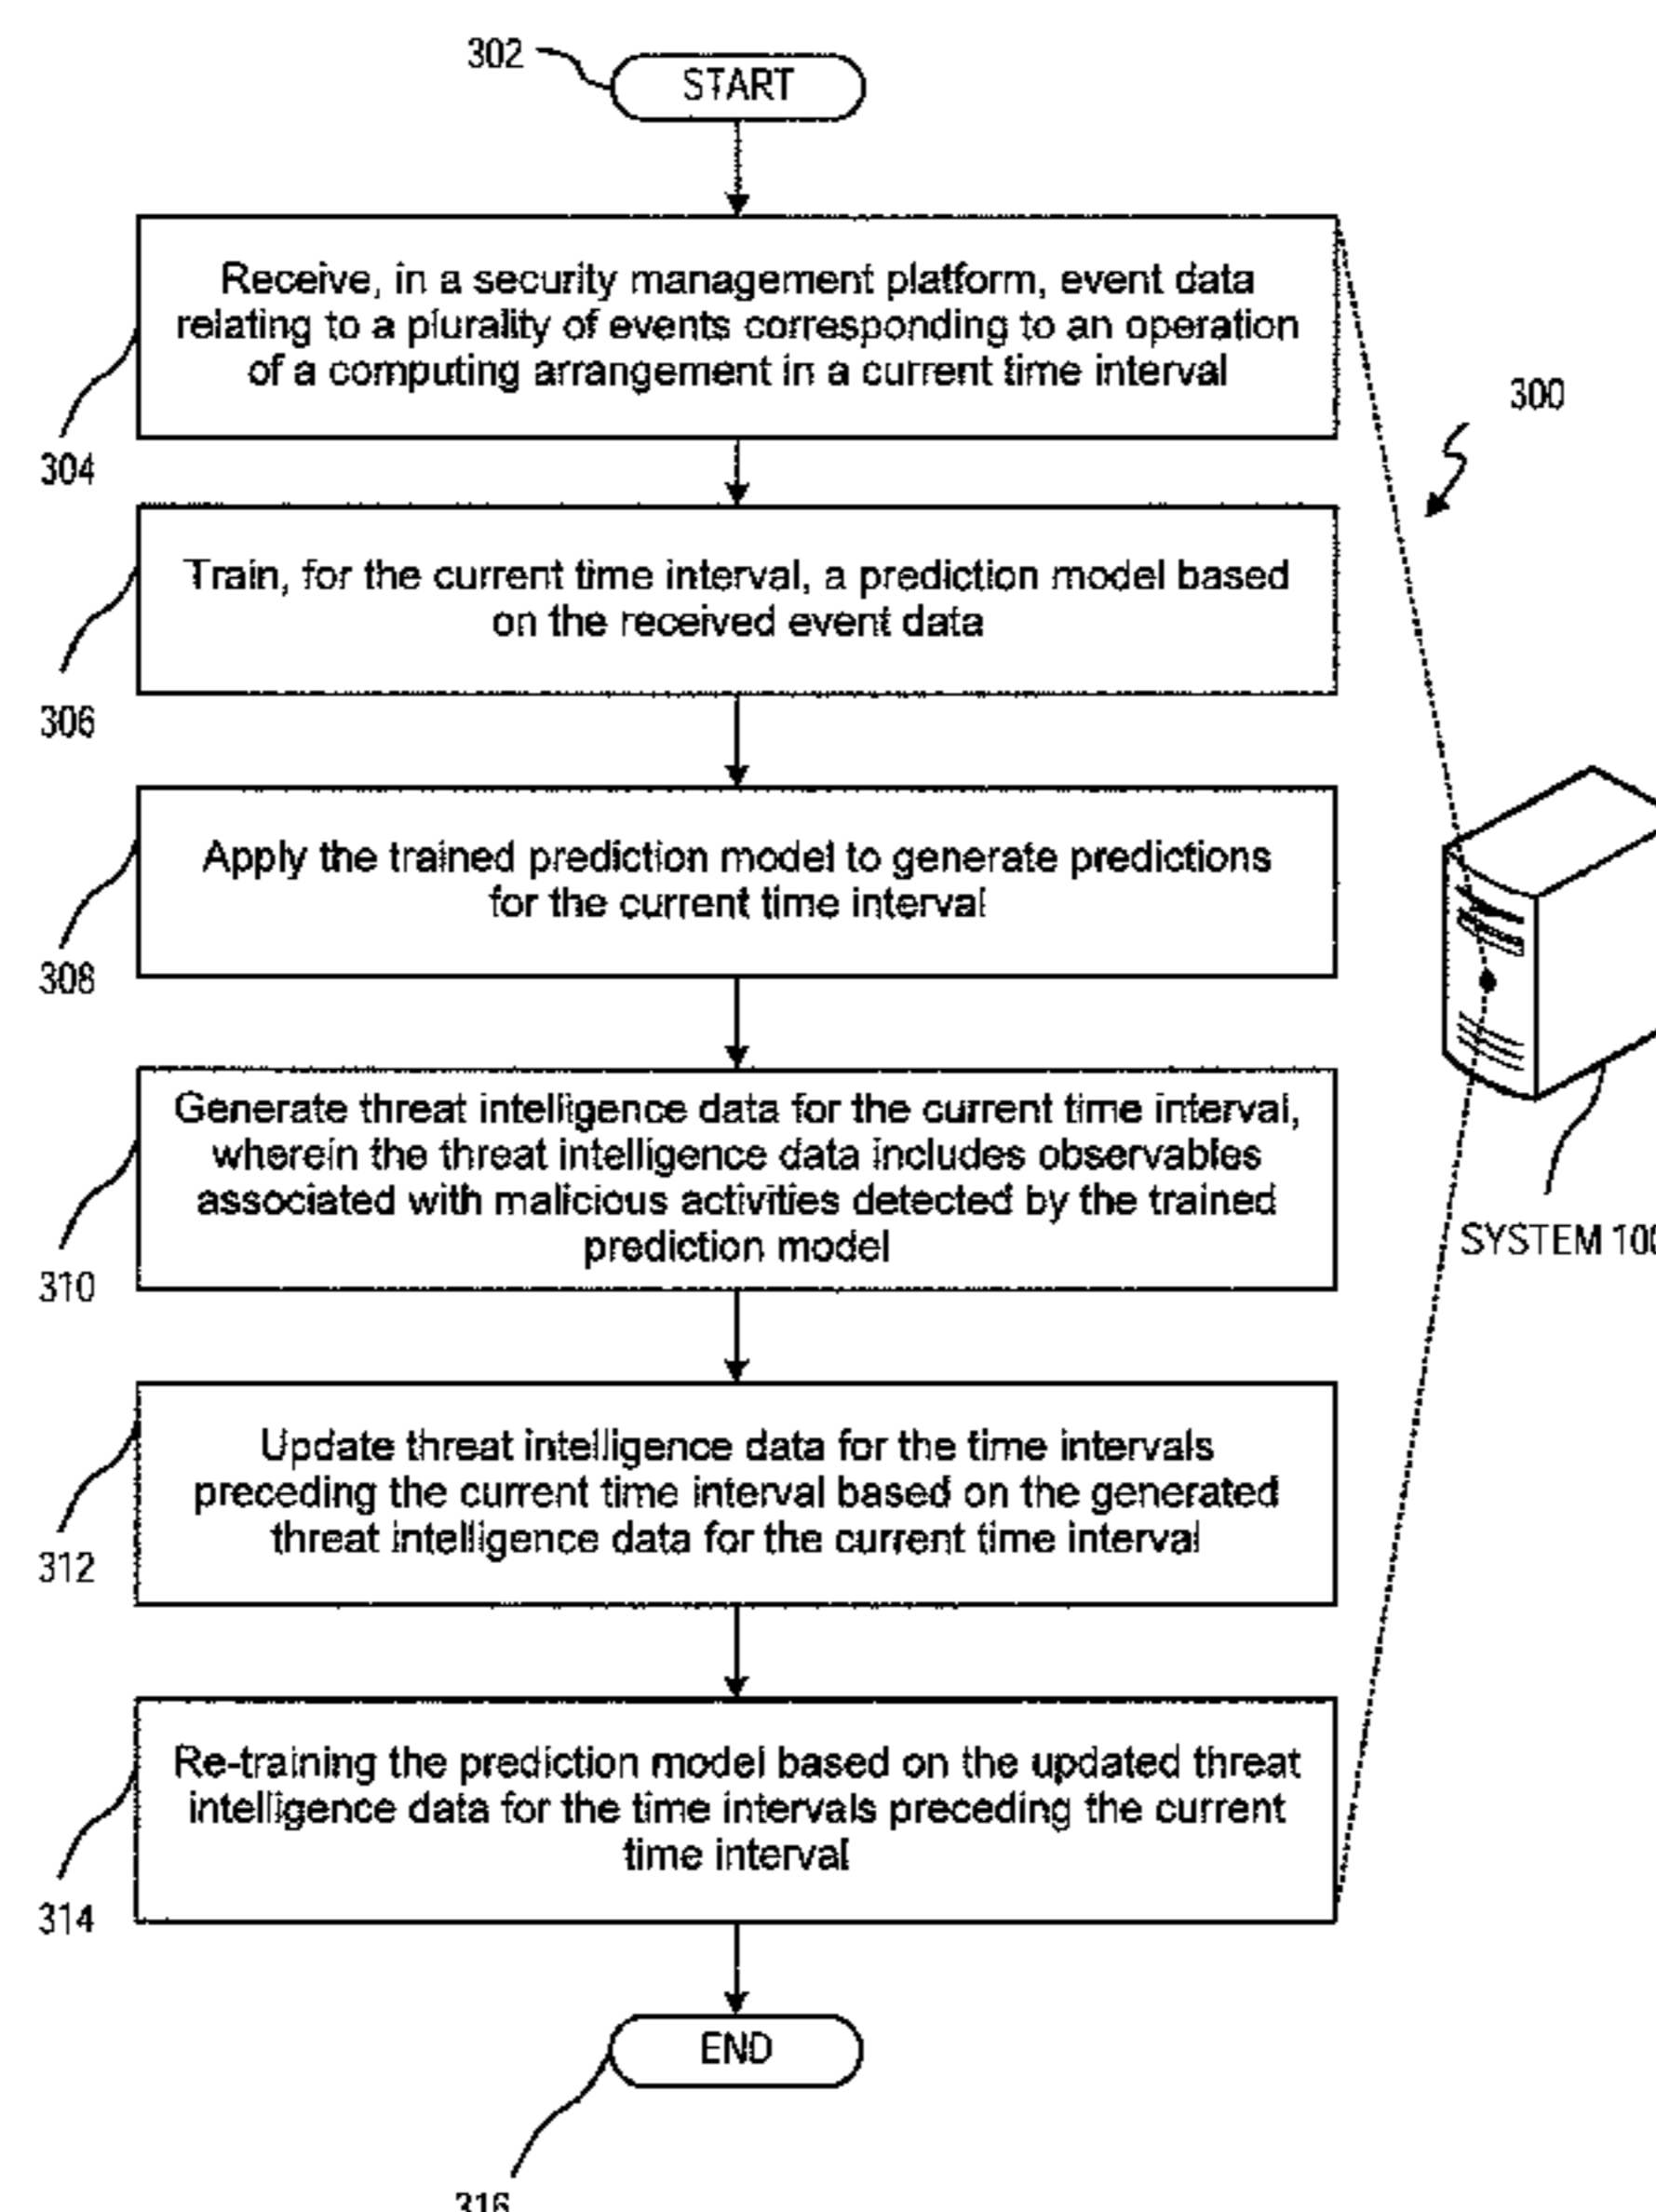 302
START
Receive, in a security management platform, event data
relating to a plurality of events corresponding to an operation
of a computing arrangement in a current time interval
300
304
Train, for the current time interval, a prediction model based
on the received event data
306
Apply the trained prediction model to generate predictions
for the current time interval
308
Generate threat intelligence data for the current time interval,
wherein the threat intelligence data includes observables
associated with malicious activities detected by the trained
prediction model
SYSTEM 100
310
Update threat intelligence data for the time intervals
preceding the current time interval based on the generated
threat intelligence data for the current time interval
312
Re-training the prediction model based on the updated threat
intelligence data for the time intervals preceding the current
time interval
314
END
316